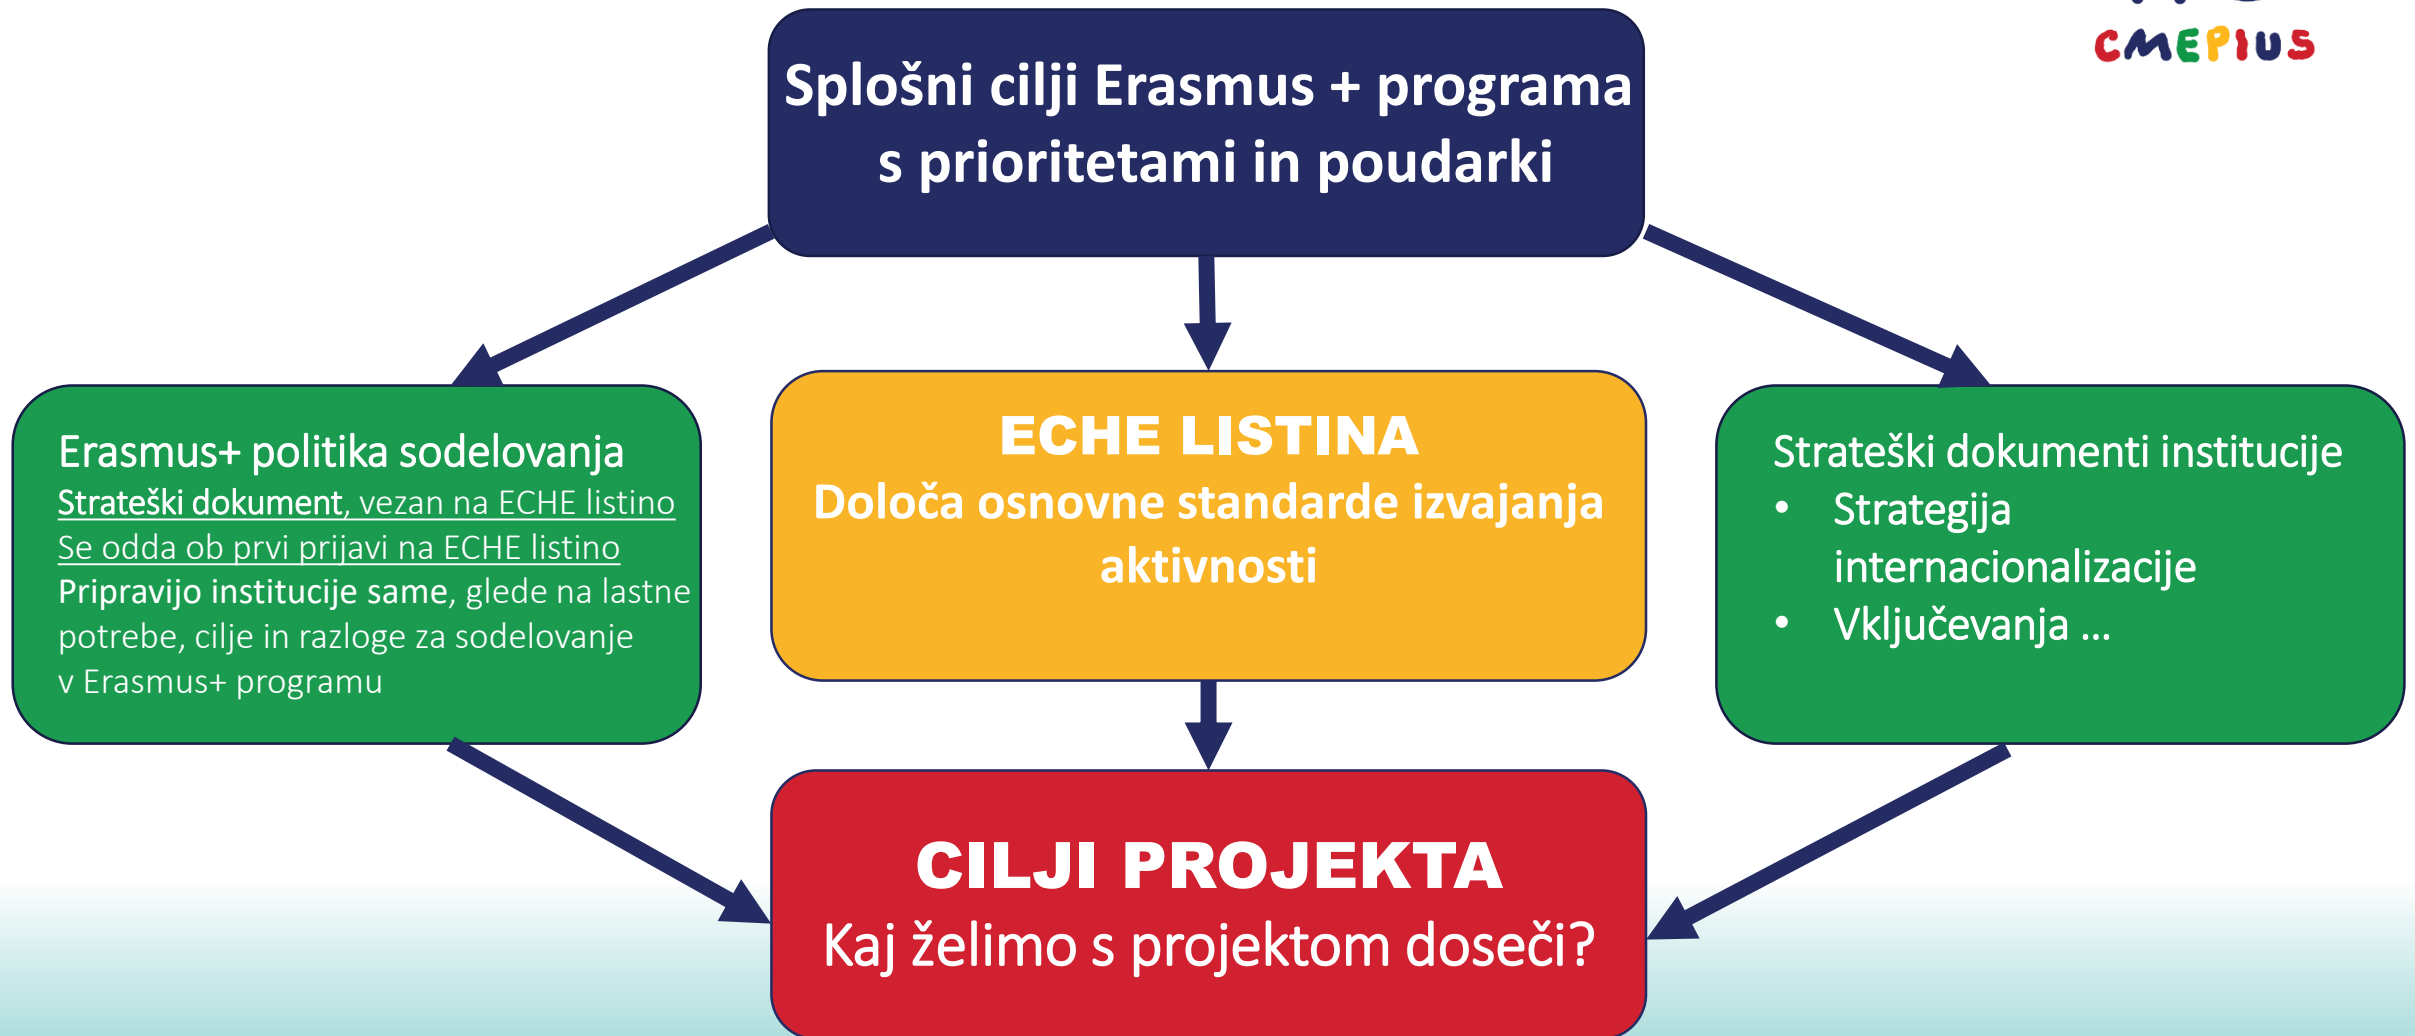 CMEPIUS
Splošni cilji Erasmus + programa
s prioritetami in poudarki
Erasmus+ politika sodelovanja
Strateški dokument, vezan na ECHE listino
Se odda ob prvi prijavi na ECHE listino
Pripravijo institucije same, glede na lastne
potrebe, cilje in razloge za sodelovanje
v Erasmus+ programu
ECHE LISTINA
Določa osnovne standarde izvajanja
aktivnosti
Strateški dokumenti institucije
• Strategija
internacionalizacije
• Vključevanja ...
CILJI PROJEKTA
Kaj želimo s projektom doseči?